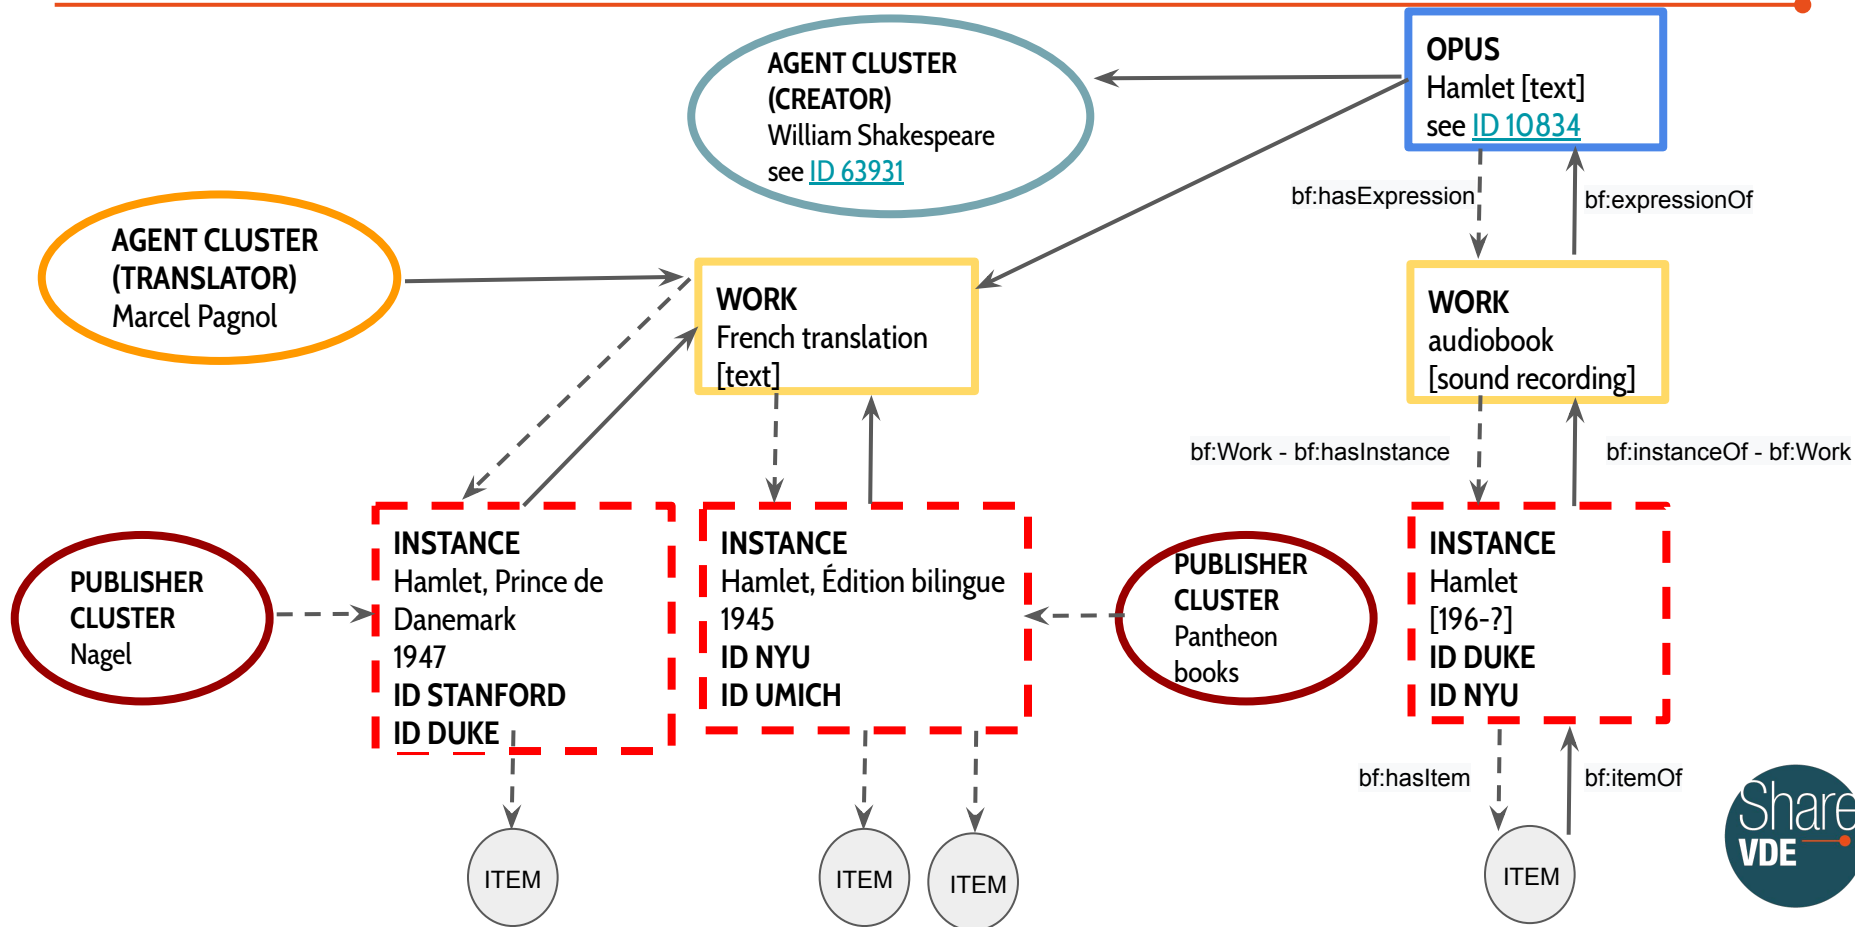 AGENT CLUSTER
(CREATOR)
William Shakespeare
see ID 63931
OPUS
Hamlet [text]
see ID 10834
bf:hasExpression
bf:expressionOf
AGENT CLUSTER
(TRANSLATOR)
Marcel Pagnol
WORK
French translation
[text]
WORK
audiobook
[sound recording]
bf:Work - bf:hasInstance
bf:instanceOf - bf:Work
PUBLISHER
CLUSTER
Nagel
INSTANCE
Hamlet, Prince de
Danemark
1947
ID STANFORD
ID DUKE
INSTANCE
Hamlet, Édition bilingue
1945
ID NYU
ID UMICH
PUBLISHER
CLUSTER
Pantheon
books
INSTANCE
Hamlet
[196-?]
ID DUKE
ID NYU
bf:hasItem
bf:itemOf
ITEM
ITEM
ITEM
ITEM
Share
VDE